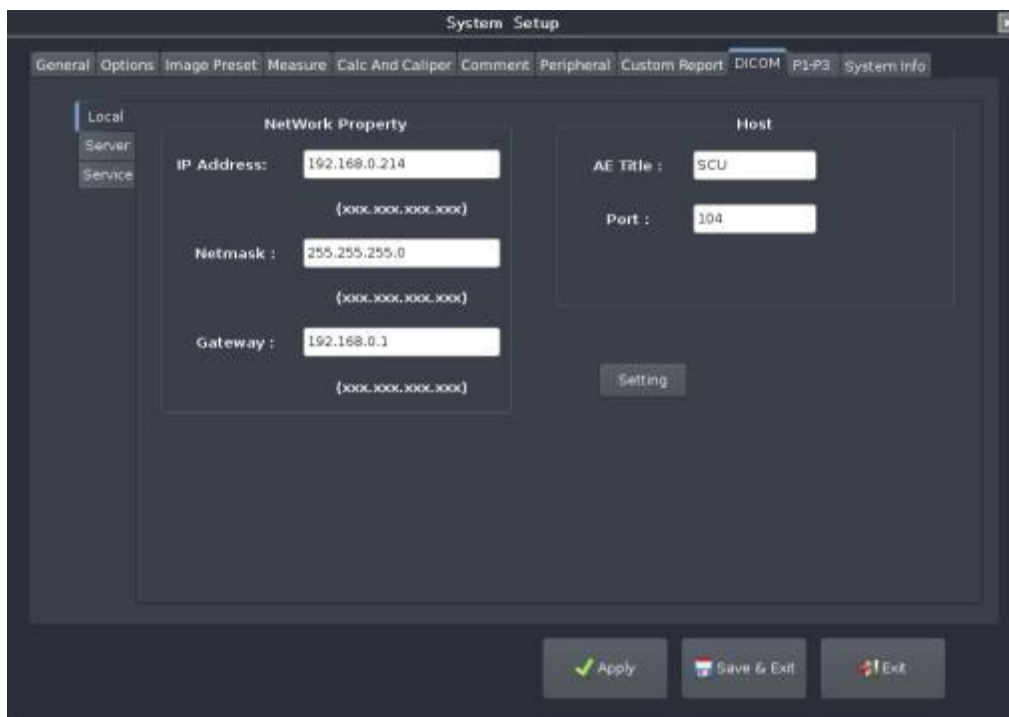 System Setup
General Options Image Preset Measure Calc And Caliper Comment Peripheral Custom Report DICOM P1-P3 System Info
Local
Server
Service
NetWork Property
IP Address: 192.168.0.214
(xxx.xxx.xxx.xxx)
Netmask : 255.255.255.0
(xxx.xxx.xxx.xxx)
Gateway : 192.168.0.1
(xxx.xxx.xxx.xxx)
Host
AE Title : SCU
Port : 104
Setting
Apply Save & Exit Exit